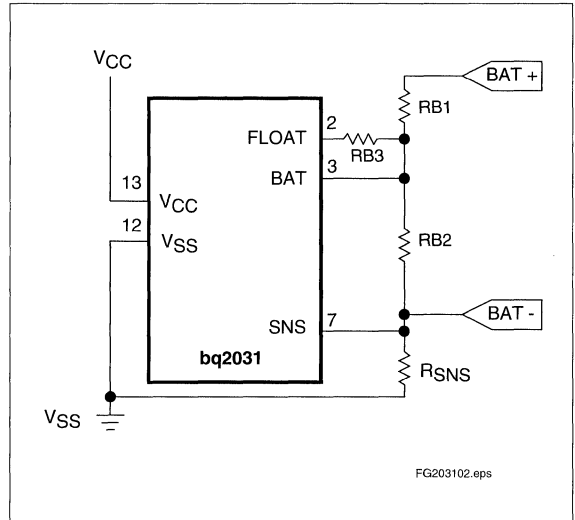 VCC
BAT +
RB1
2
FLOAT
RB3
3
BAT
13
VCC
12
VSS
RB2
BAT -
7
SNS
bq2031
RSNS
VSS
FG203102.eps